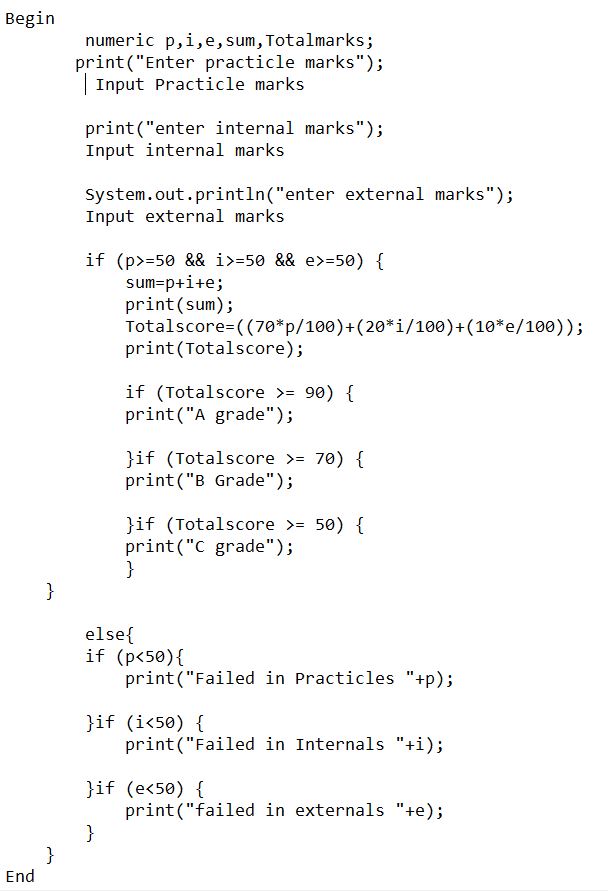 Begin
numeric p,i,e,sum,Totalmarks;
print("Enter practicle marks");
Input Practicle marks
print("enter internal marks");
Input internal marks
System.out.println("enter external marks");
Input external marks
if (p>=50 && i>=50 && e>=50) {
sum=p+i+e;
print(sum);
Totalscore=((70*p/100)+(20*i/100)+(10*e/100));
print(Totalscore);
if (Totalscore >= 90) {
print("A grade");
}if (Totalscore >= 70) {
print("B Grade");
}if (Totalscore >= 50) {
print("C grade");
}
}
else{
if (p<50){
print("Failed in Practicles "+p);
}if (i<50) {
print("Failed in Internals "+i);
}if (e<50) {
print("failed in externals "+e);
}
}
End